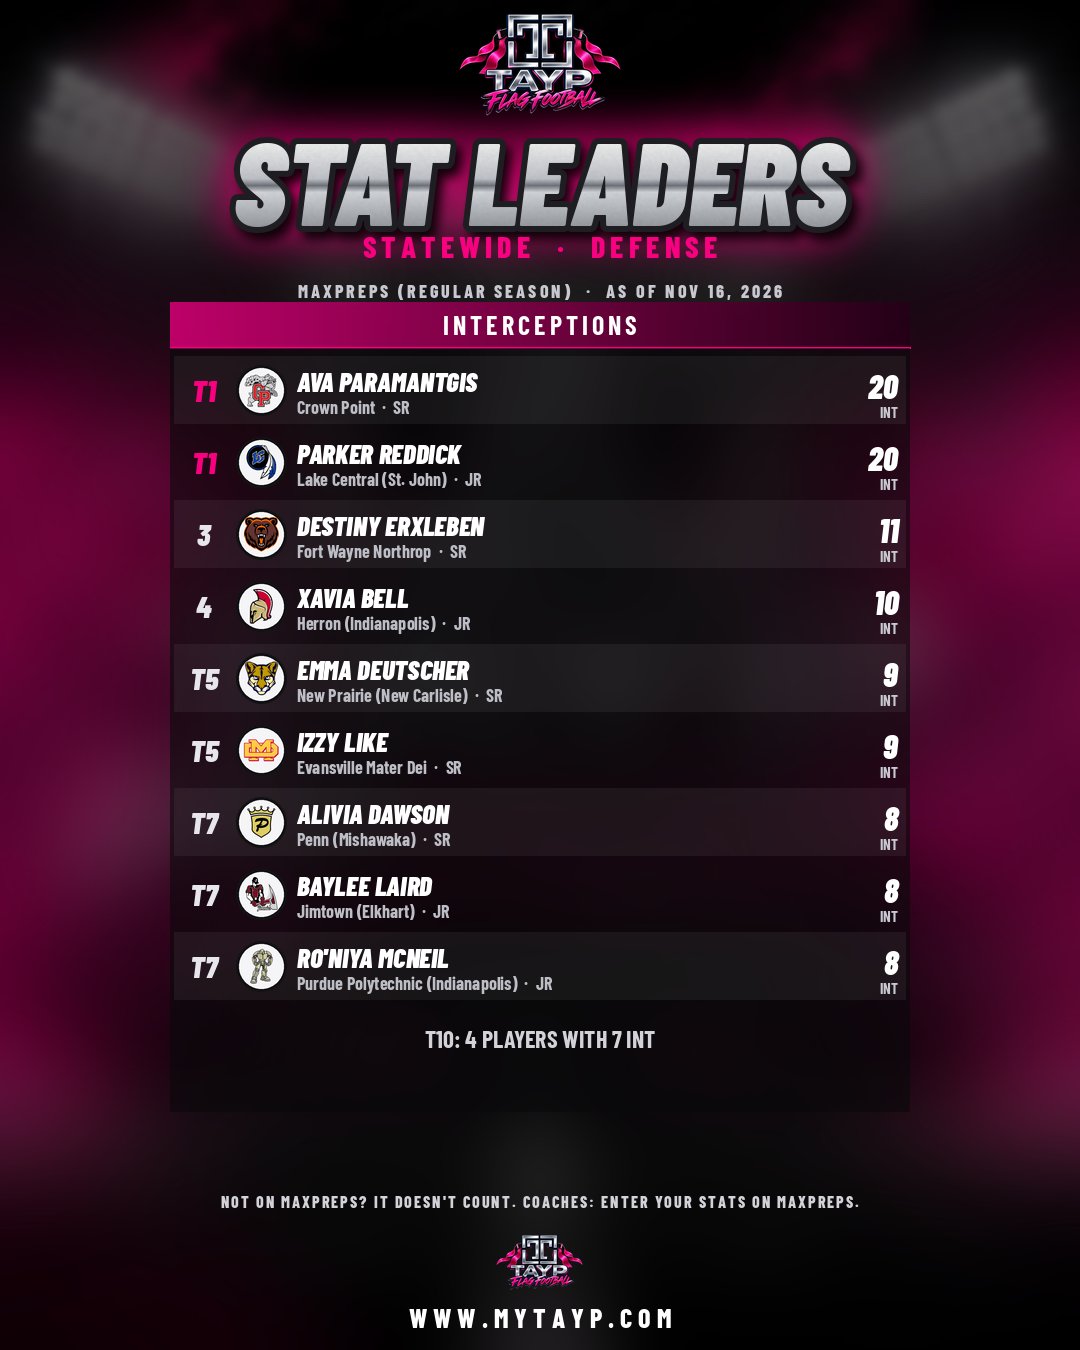 TAYP
FLAG FOOTBALL
STAT LEADERS
STATEWIDE · DEFENSE
MAXPREPS (REGULAR SEASON) · AS OF NOV 16, 2026
INTERCEPTIONS
T1 AVA PARAMANTGIS 20
Crown Point · SR INT
T1 PARKER REDDICK 20
Lake Central (St. John) · JR INT
3 DESTINY ERXLEBEN 11
Fort Wayne Northrop · SR INT
4 XAVIA BELL 10
Herron (Indianapolis) · JR INT
T5 EMMA DEUTSCHER 9
New Prairie (New Carlisle) · SR INT
T5 IZZY LIKE 9
Evansville Mater Dei · SR INT
T7 ALIVIA DAWSON 8
Penn (Mishawaka) · SR INT
T7 BAYLEE LAIRD 8
Jimtown (Elkhart) · JR INT
T7 RO'NIYA MCNEIL 8
Purdue Polytechnic (Indianapolis) · JR INT
T10: 4 PLAYERS WITH 7 INT
NOT ON MAXPREPS? IT DOESN'T COUNT. COACHES: ENTER YOUR STATS ON MAXPREPS.
TAYP
FLAG FOOTBALL
WWW.MYTAYP.COM